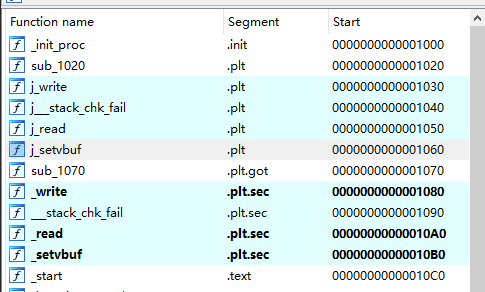 Function name Segment Start
_init_proc .init 0000000000001000
sub_1020 .plt 0000000000001020
j_write .plt 0000000000001030
j___stack_chk_fail .plt 0000000000001040
j_read .plt 0000000000001050
j_setvbuf .plt 0000000000001060
sub_1070 .plt.got 0000000000001070
_write .plt.sec 0000000000001080
___stack_chk_fail .plt.sec 0000000000001090
_read .plt.sec 00000000000010A0
_setvbuf .plt.sec 00000000000010B0
_start .text 00000000000010C0